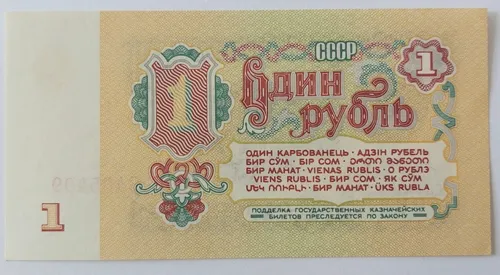 СССР
1
1
Один
рубль
ОДИН КАРБОВАНЕЦЬ · АДЗІН РУБЕЛЬ
БИР СЎМ · БІР СОМ · ᲔᲠᲗᲘ ᲛᲐᲜᲔᲗᲘ
БИР МАНАТ · VIENAS RUBLIS · О РУБЛЭ
VIENS RUBLIS · БИР СОМ · ЯК СЎМ
ՄԵԿ ՌՈՒԲԼԻ · БИР МАНАТ · ÜKS RUBLA
1
ПОДДЕЛКА ГОСУДАРСТВЕННЫХ КАЗНАЧЕЙСКИХ
БИЛЕТОВ ПРЕСЛЕДУЕТСЯ ПО ЗАКОНУ